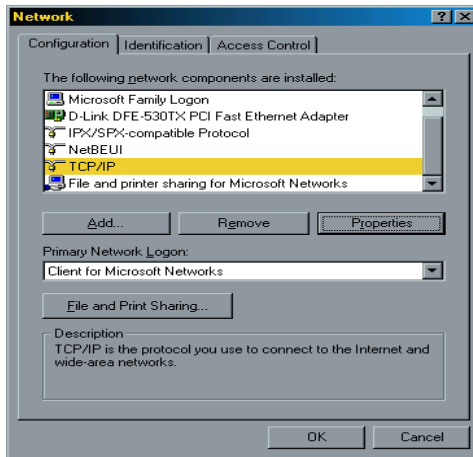 Network
Configuration Identification Access Control
The following network components are installed:
Microsoft Family Logon
D-Link DFE-530TX PCI Fast Ethernet Adapter
IPX/SPX-compatible Protocol
NetBEUI
TCP/IP
File and printer sharing for Microsoft Networks
Add... Remove Properties
Primary Network Logon:
Client for Microsoft Networks
File and Print Sharing...
Description
TCP/IP is the protocol you use to connect to the Internet and
wide-area networks.
OK Cancel